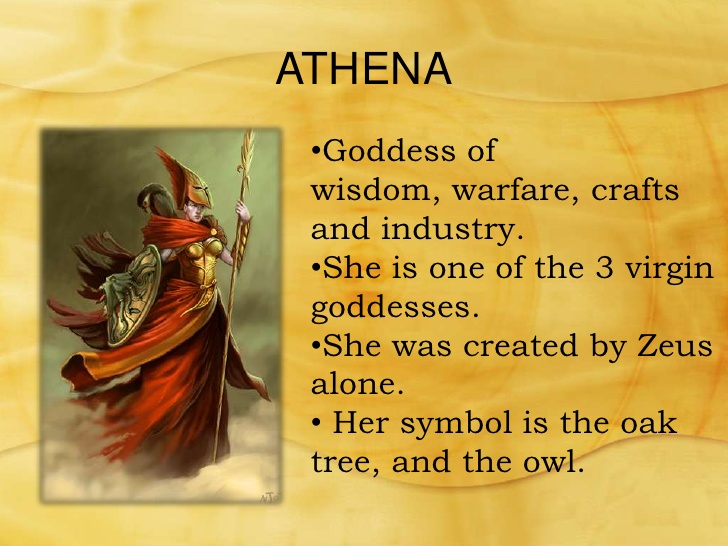 ATHENA
•Goddess of
wisdom, warfare, crafts
and industry.
•She is one of the 3 virgin
goddesses.
•She was created by Zeus
alone.
• Her symbol is the oak
tree, and the owl.